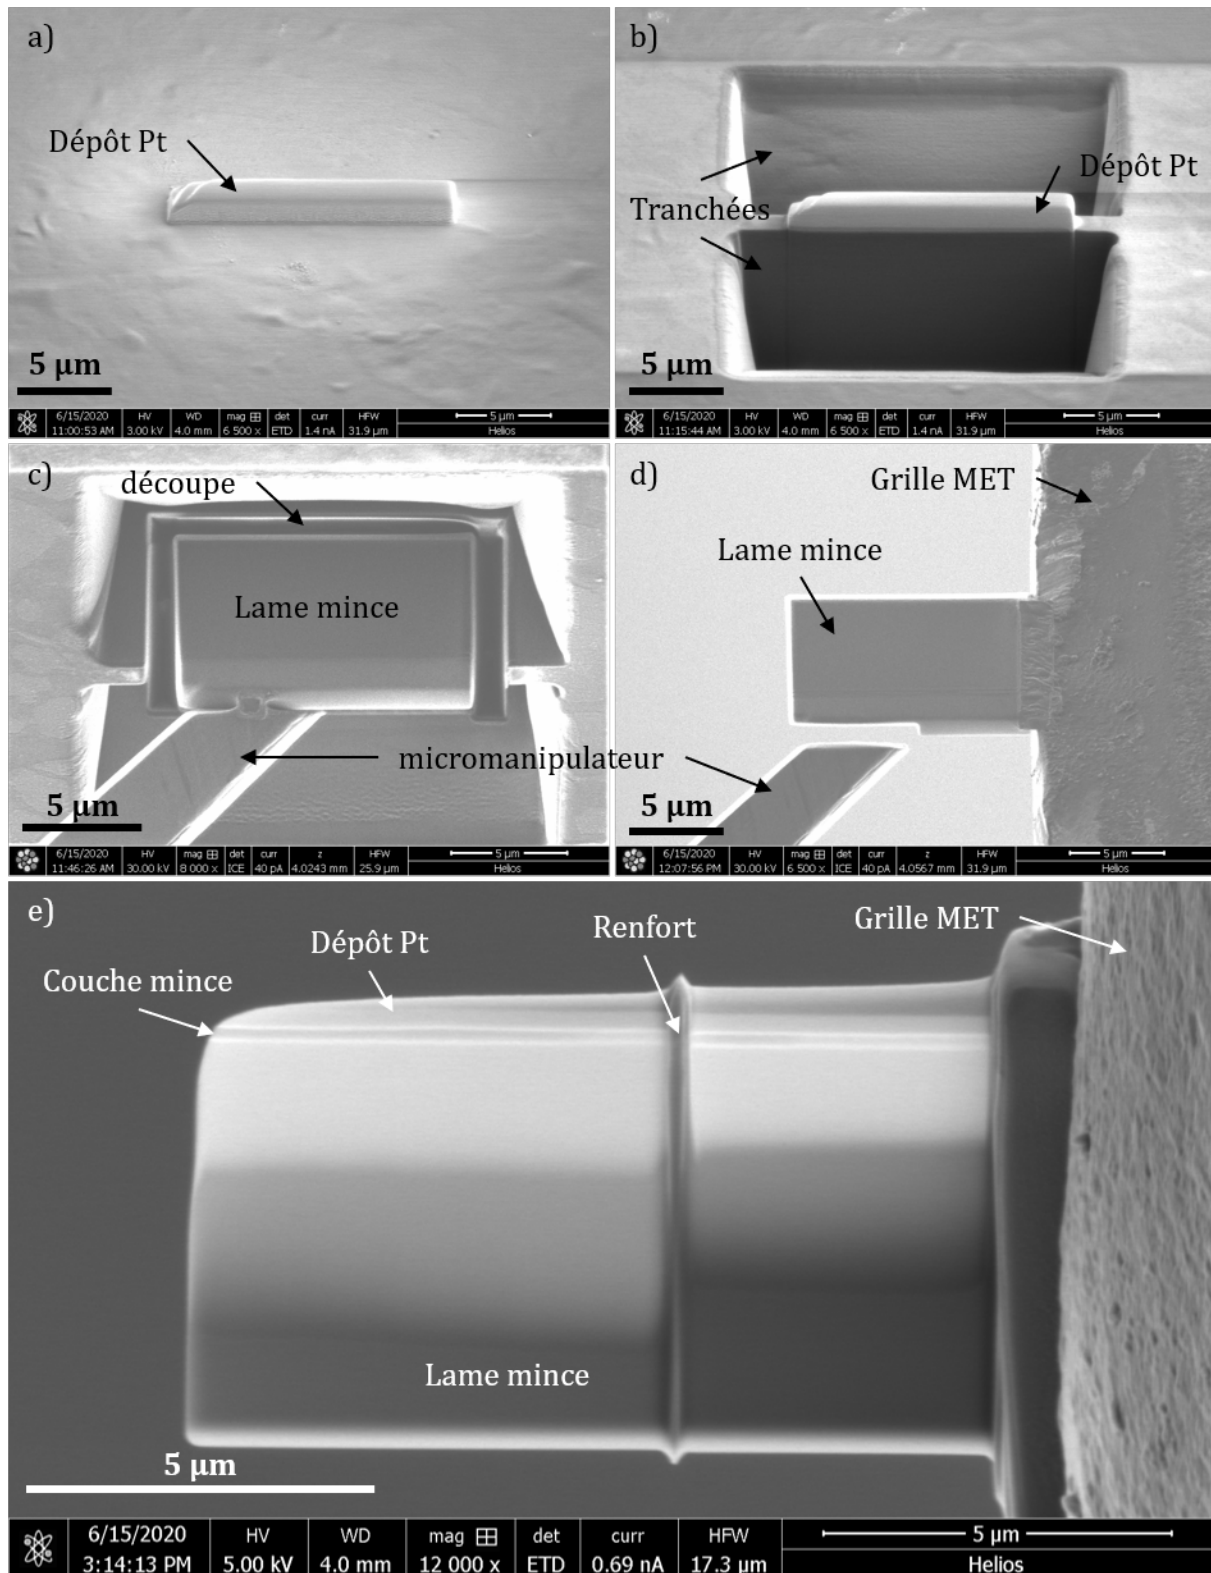 a)
Dépôt Pt
5 µm
6/15/2020 HV WD mag det curr HFW 5 µm
11:00:53 AM 3.00 kV 4.0 mm 6 500 x ETD 1.4 nA 31.9 µm Helios
b)
Dépôt Pt
Tranchées
5 µm
6/15/2020 HV WD mag det curr HFW 5 µm
11:15:44 AM 3.00 kV 4.0 mm 6 500 x ETD 1.4 nA 31.9 µm Helios
c)
découpe
Lame mince
micromanipulateur
5 µm
6/15/2020 HV mag det curr z HFW 5 µm
11:46:26 AM 30.00 kV 8 000 x ICE 40 pA 4.0243 mm 25.9 µm Helios
d)
Grille MET
Lame mince
5 µm
6/15/2020 HV mag det curr z HFW 5 µm
12:07:56 PM 30.00 kV 6 500 x ICE 40 pA 4.0567 mm 31.9 µm Helios
e)
Grille MET
Renfort
Dépôt Pt
Couche mince
Lame mince
5 µm
6/15/2020 HV WD mag det curr HFW 5 µm
3:14:13 PM 5.00 kV 4.0 mm 12 000 x ETD 0.69 nA 17.3 µm Helios